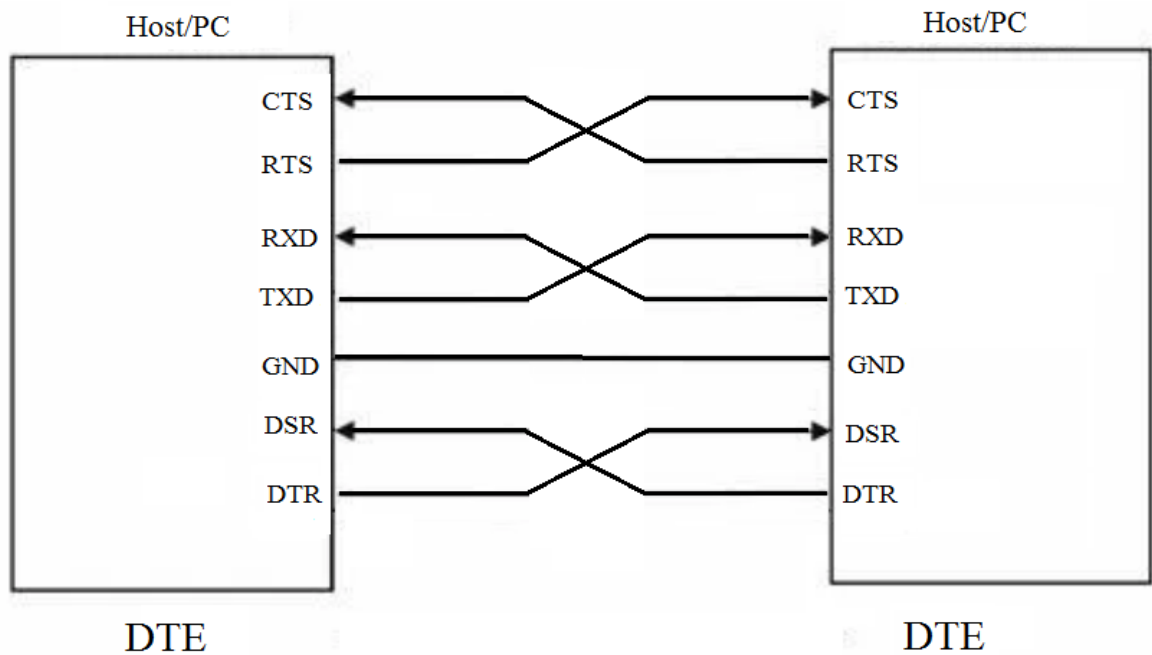 Host/PC
Host/PC
CTS
CTS
RTS
RTS
RXD
RXD
TXD
TXD
GND
GND
DSR
DSR
DTR
DTR
DTE
DTE